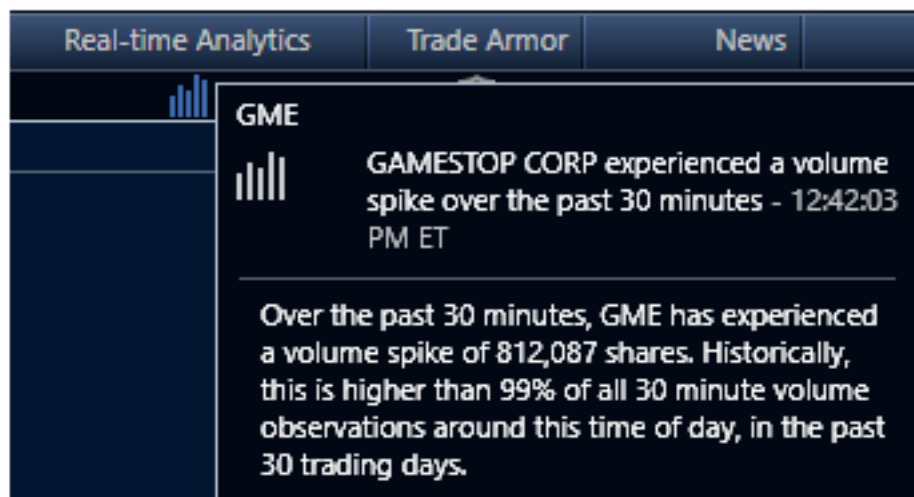 Real-time Analytics Trade Armor News
GME
GAMESTOP CORP experienced a volume
spike over the past 30 minutes - 12:42:03
PM ET
Over the past 30 minutes, GME has experienced
a volume spike of 812,087 shares. Historically,
this is higher than 99% of all 30 minute volume
observations around this time of day, in the past
30 trading days.